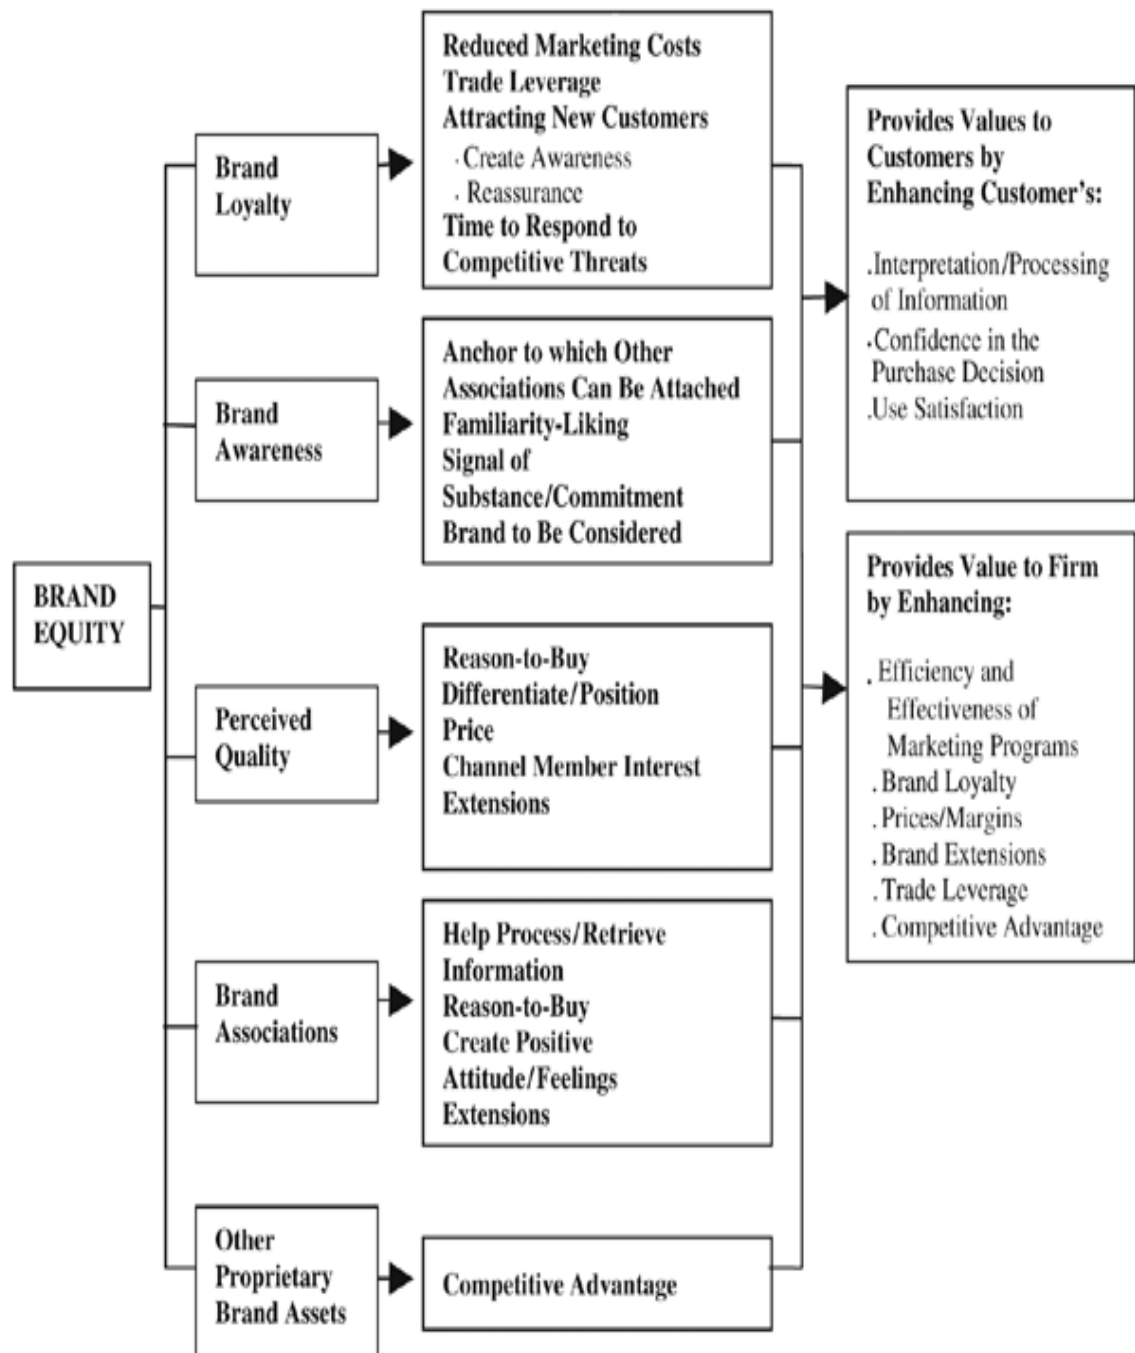 BRAND
EQUITY
Brand
Loyalty
Reduced Marketing Costs
Trade Leverage
Attracting New Customers
· Create Awareness
. Reassurance
Time to Respond to
Competitive Threats
Brand
Awareness
Anchor to which Other
Associations Can Be Attached
Familiarity-Liking
Signal of
Substance/Commitment
Brand to Be Considered
Perceived
Quality
Reason-to-Buy
Differentiate/Position
Price
Channel Member Interest
Extensions
Brand
Associations
Help Process/Retrieve
Information
Reason-to-Buy
Create Positive
Attitude/Feelings
Extensions
Other
Proprietary
Brand Assets
Competitive Advantage
Provides Values to
Customers by
Enhancing Customer’s:
.Interpretation/Processing
of Information
.Confidence in the
Purchase Decision
.Use Satisfaction
Provides Value to Firm
by Enhancing:
. Efficiency and
Effectiveness of
Marketing Programs
. Brand Loyalty
. Prices/Margins
. Brand Extensions
. Trade Leverage
. Competitive Advantage